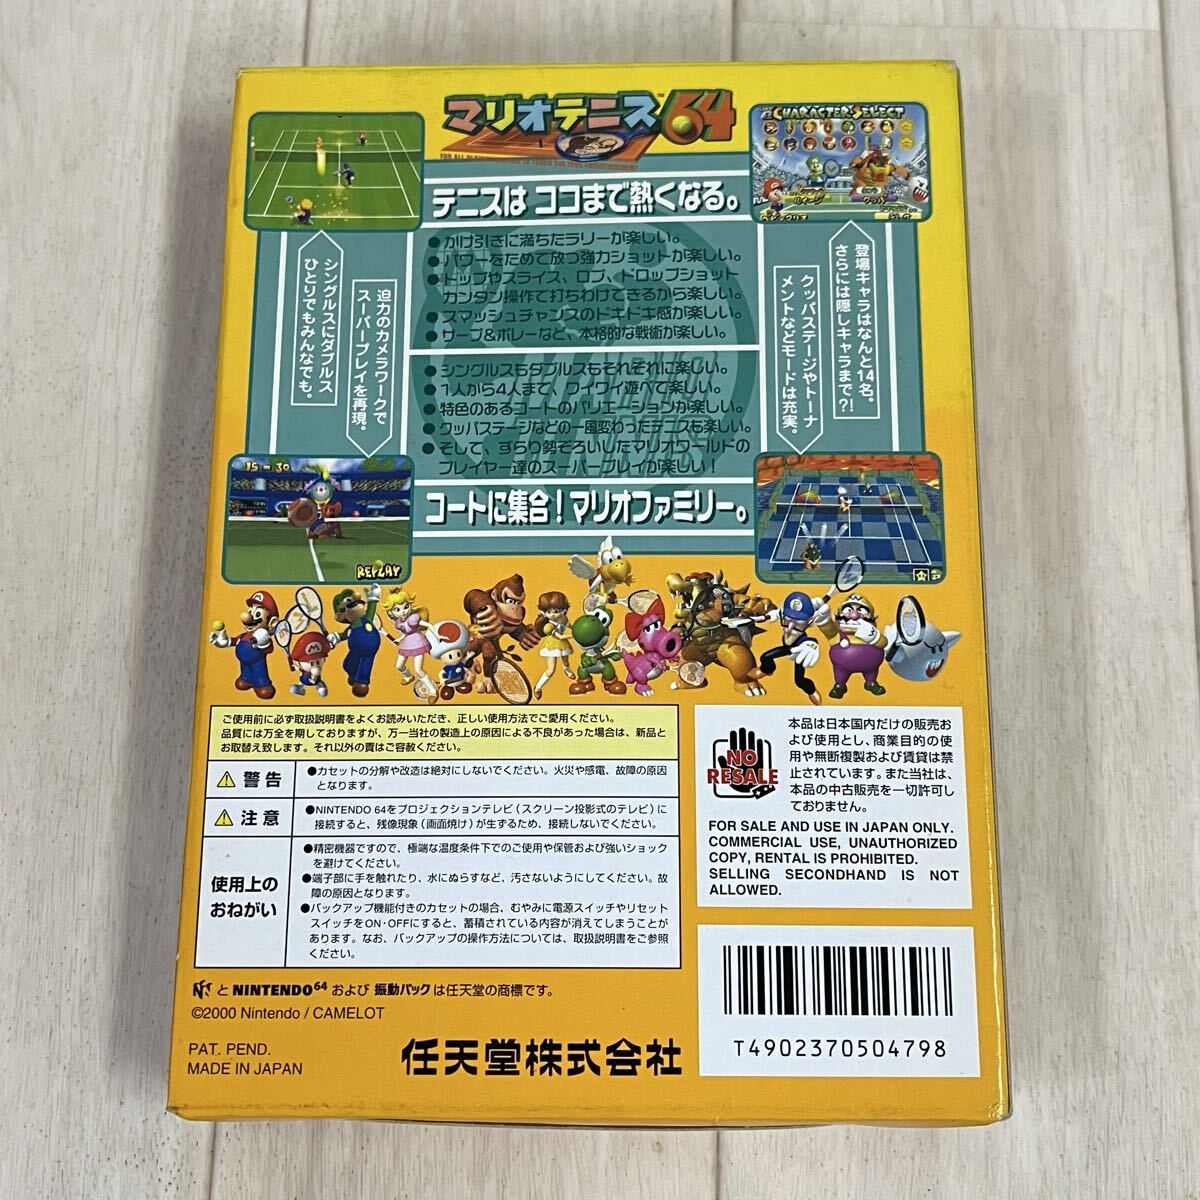 マリオテニス64
CHARACTER SELECT
テニスは ココまで熱くなる。
●かけ引きに満ちたラリーが楽しい。
●パワーをためて放つ強力ショットが楽しい。
●トップやスライス、ロブ、ドロップショット
カンタン操作で打ちわけできるから楽しい。
●スマッシュチャンスのドキドキ感が楽しい。
●サーブ&ボレーなど、本格的な戦術が楽しい。
●シングルスもダブルスもそれぞれに楽しい。
●1人から4人まで、ワイワイ遊べて楽しい。
●特色のあるコートのバリエーションが楽しい。
●クッパステージなどの一風変わったテニスも楽しい。
●そして、ずらり勢ぞろいしたマリオワールドの
プレイヤー達のスーパープレイが楽しい!
コートに集合!マリオファミリー。
シングルスにダブルス
ひとりでもみんなでも。
迫力のカメラワークで
スーパープレイを再現。
登場キャラはなんと14名。
さらには隠しキャラまで?!
クッパステージやトーナ
メントなどモードは充実。
15-30
REPLAY
ご使用前に必ず取扱説明書をよくお読みいただき、正しい使用方法でご愛用ください。
品質には万全を期しておりますが、万一当社の製造上の原因による不良があった場合は、新品と
お取替え致します。それ以外の責はご容赦ください。
警告
●カセットの分解や改造は絶対にしないでください。火災や感電、故障の原因
となります。
注意
●NINTENDO 64をプロジェクションテレビ(スクリーン投影式のテレビ)に
接続すると、残像現象(画面焼け)が生ずるため、接続しないでください。
使用上の
おねがい
●精密機器ですので、極端な温度条件下でのご使用や保管および強いショック
を避けてください。
●端子部に手を触れたり、水にぬらすなど、汚さないようにしてください。故
障の原因となります。
●バックアップ機能付きのカセットの場合、むやみに電源スイッチやリセット
スイッチをON・OFFにすると、蓄積されている内容が消えてしまうことが
あります。なお、バックアップの操作方法については、取扱説明書をご参照
ください。
NO
RESALE
本品は日本国内だけの販売お
よび使用とし、商業目的の使
用や無断複製および賃貸は禁
止されています。また当社は、
本品の中古販売を一切許可し
ておりません。
FOR SALE AND USE IN JAPAN ONLY.
COMMERCIAL USE, UNAUTHORIZED
COPY, RENTAL IS PROHIBITED.
SELLING SECONDHAND IS NOT
ALLOWED.
と NINTENDO64 および 振動パック は任天堂の商標です。
©2000 Nintendo / CAMELOT
PAT. PEND.
MADE IN JAPAN
任天堂株式会社
T4902370504798